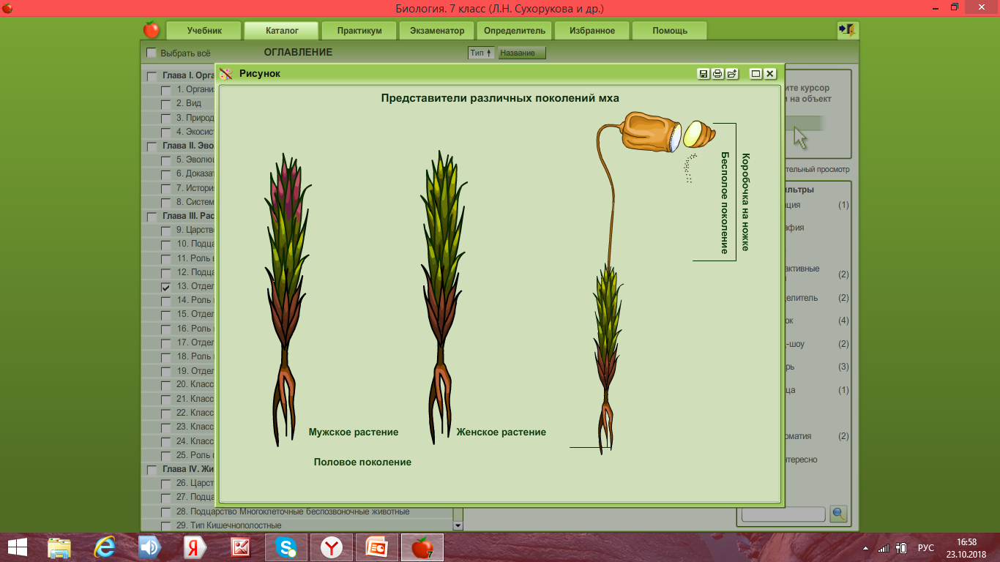 Биология. 7 класс (Л.Н. Сухорукова и др.)
Учебник
Каталог
Практикум
Экзаменатор
Определитель
Избранное
Помощь
Выбрать всё
ОГЛАВЛЕНИЕ
Тип
Название
Рисунок
Представители различных поколений мха
Бесполое поколение
Коробочка на ножке
Мужское растение
Женское растение
Половое поколение
Глава I. Орга
1. Органи
2. Вид
3. Природ
4. Экосис
Глава II. Эво
5. Эволюц
6. Доказат
7. История
8. Систем
Глава III. Рас
9. Царство
10. Подца
11. Роль в
12. Подца
13. Отдел
14. Роль
15. Отдел
16. Роль
17. Отдел
18. Роль
19. Отдел
20. Класс
21. Класс
22. Класс
23. Класс
24. Класс
25. Роль
Глава IV. Жи
26. Царст
27. Подца
28. Подцарство Многоклеточные беспозвоночные животные
29. Тип Кишечнополостные
ите курсор
на объект
тельный просмотр
льтры
ция (1)
афия
активные (2)
делитель (2)
ок (4)
-шоу (2)
рь (3)
ца (1)
оматия (2)
тересно
РУС
16:58
23.10.2018